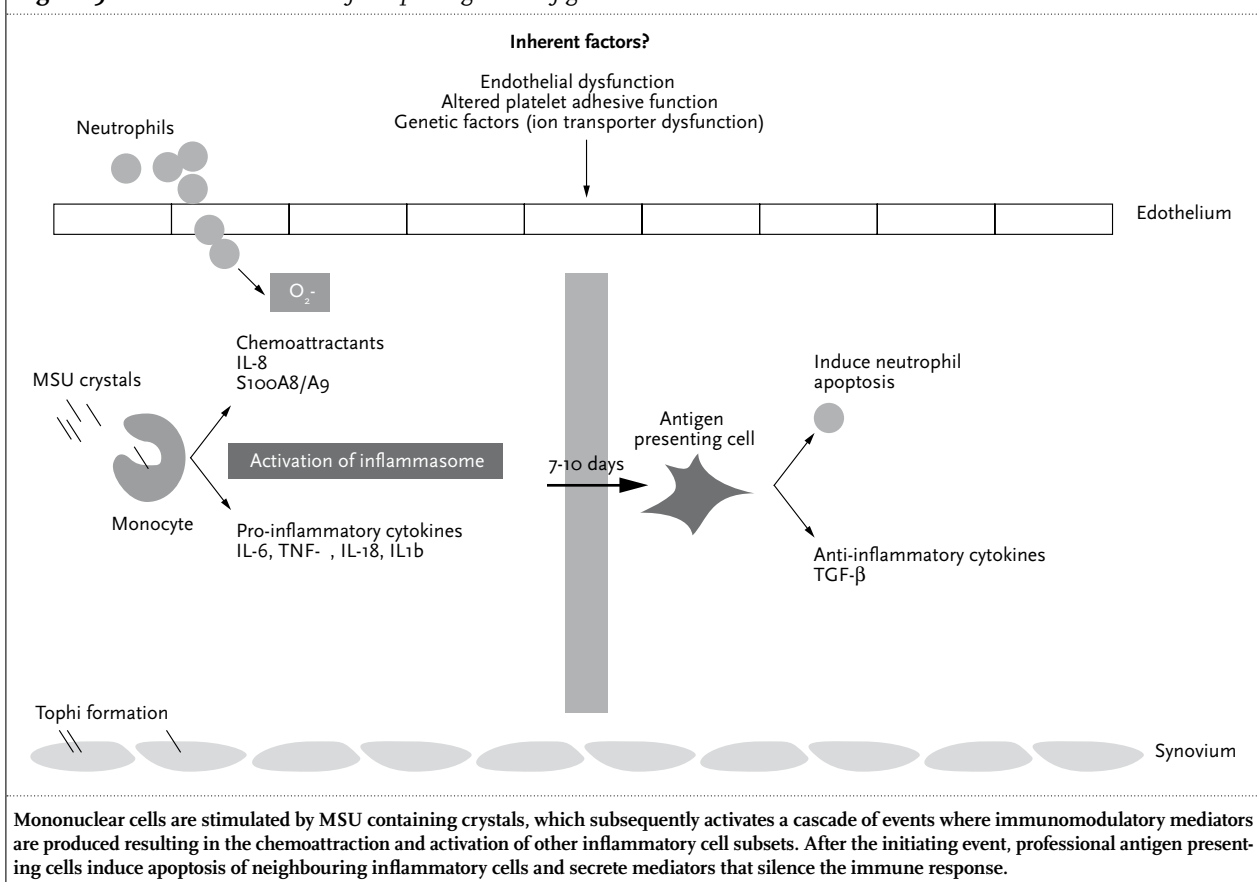 Inherent factors?
Endothelial dysfunction
Altered platelet adhesive function
Genetic factors (ion transporter dysfunction)
Neutrophils
Edothelium
O2-
Chemoattractants
IL-8
S100A8/A9
MSU crystals
Activation of inflammasome
Monocyte
Pro-inflammatory cytokines
IL-6, TNF- , IL-18, IL1b
7-10 days
Antigen
presenting cell
Induce neutrophil
apoptosis
Anti-inflammatory cytokines
TGF-β
Tophi formation
Synovium
Mononuclear cells are stimulated by MSU containing crystals, which subsequently activates a cascade of events where immunomodulatory mediators
are produced resulting in the chemoattraction and activation of other inflammatory cell subsets. After the initiating event, professional antigen present-
ing cells induce apoptosis of neighbouring inflammatory cells and secrete mediators that silence the immune response.